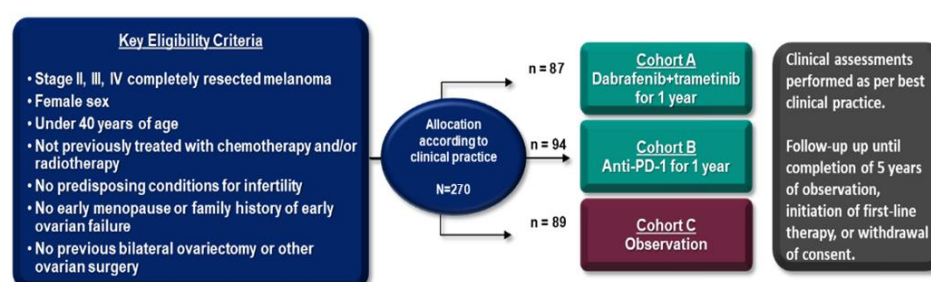 Key Eligibility Criteria
• Stage II, III, IV completely resected melanoma
• Female sex
• Under 40 years of age
• Not previously treated with chemotherapy and/or
radiotherapy
• No predisposing conditions for infertility
• No early menopause or family history of early
ovarian failure
• No previous bilateral ovariectomy or other
ovarian surgery
Allocation
according to
clinical practice
N=270
n = 87
n = 94
n = 89
Cohort A
Dabrafenib+trametinib
for 1 year
Cohort B
Anti-PD-1 for 1 year
Cohort C
Observation
Clinical assessments
performed as per best
clinical practice.
Follow-up up until
completion of 5 years
of observation,
initiation of first-line
therapy, or withdrawal
of consent.